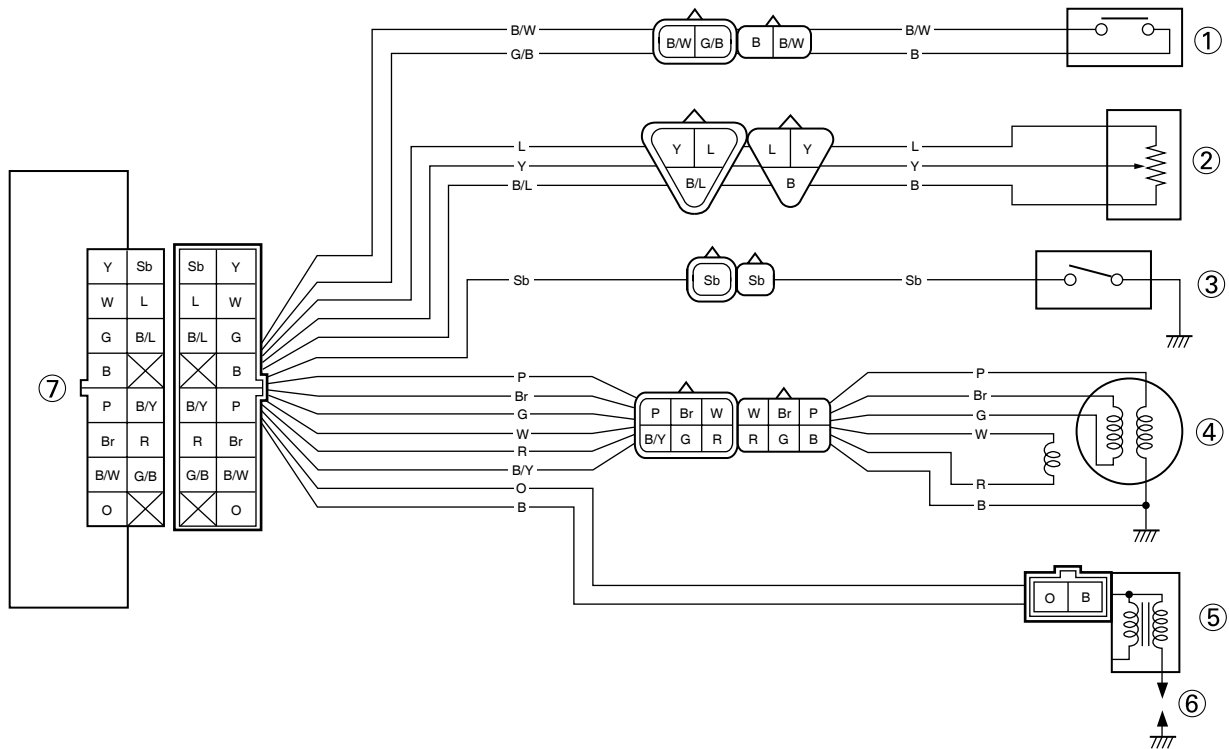 B/W B/W G/B B B/W B/W ①
G/B B
L Y L L Y L ②
Y Y
B/L B/L B B
Sb Sb Sb Sb ③
Y Sb Sb Y
W L L W
G B/L B/L G
B B
P B/Y B/Y P
Br R R Br
B/W G/B G/B B/W
O O
⑦
P P
Br P Br W W Br P Br
G G
W B/Y G R R G B W ④
R
B/Y R
O
B B
O B ⑤
⑥